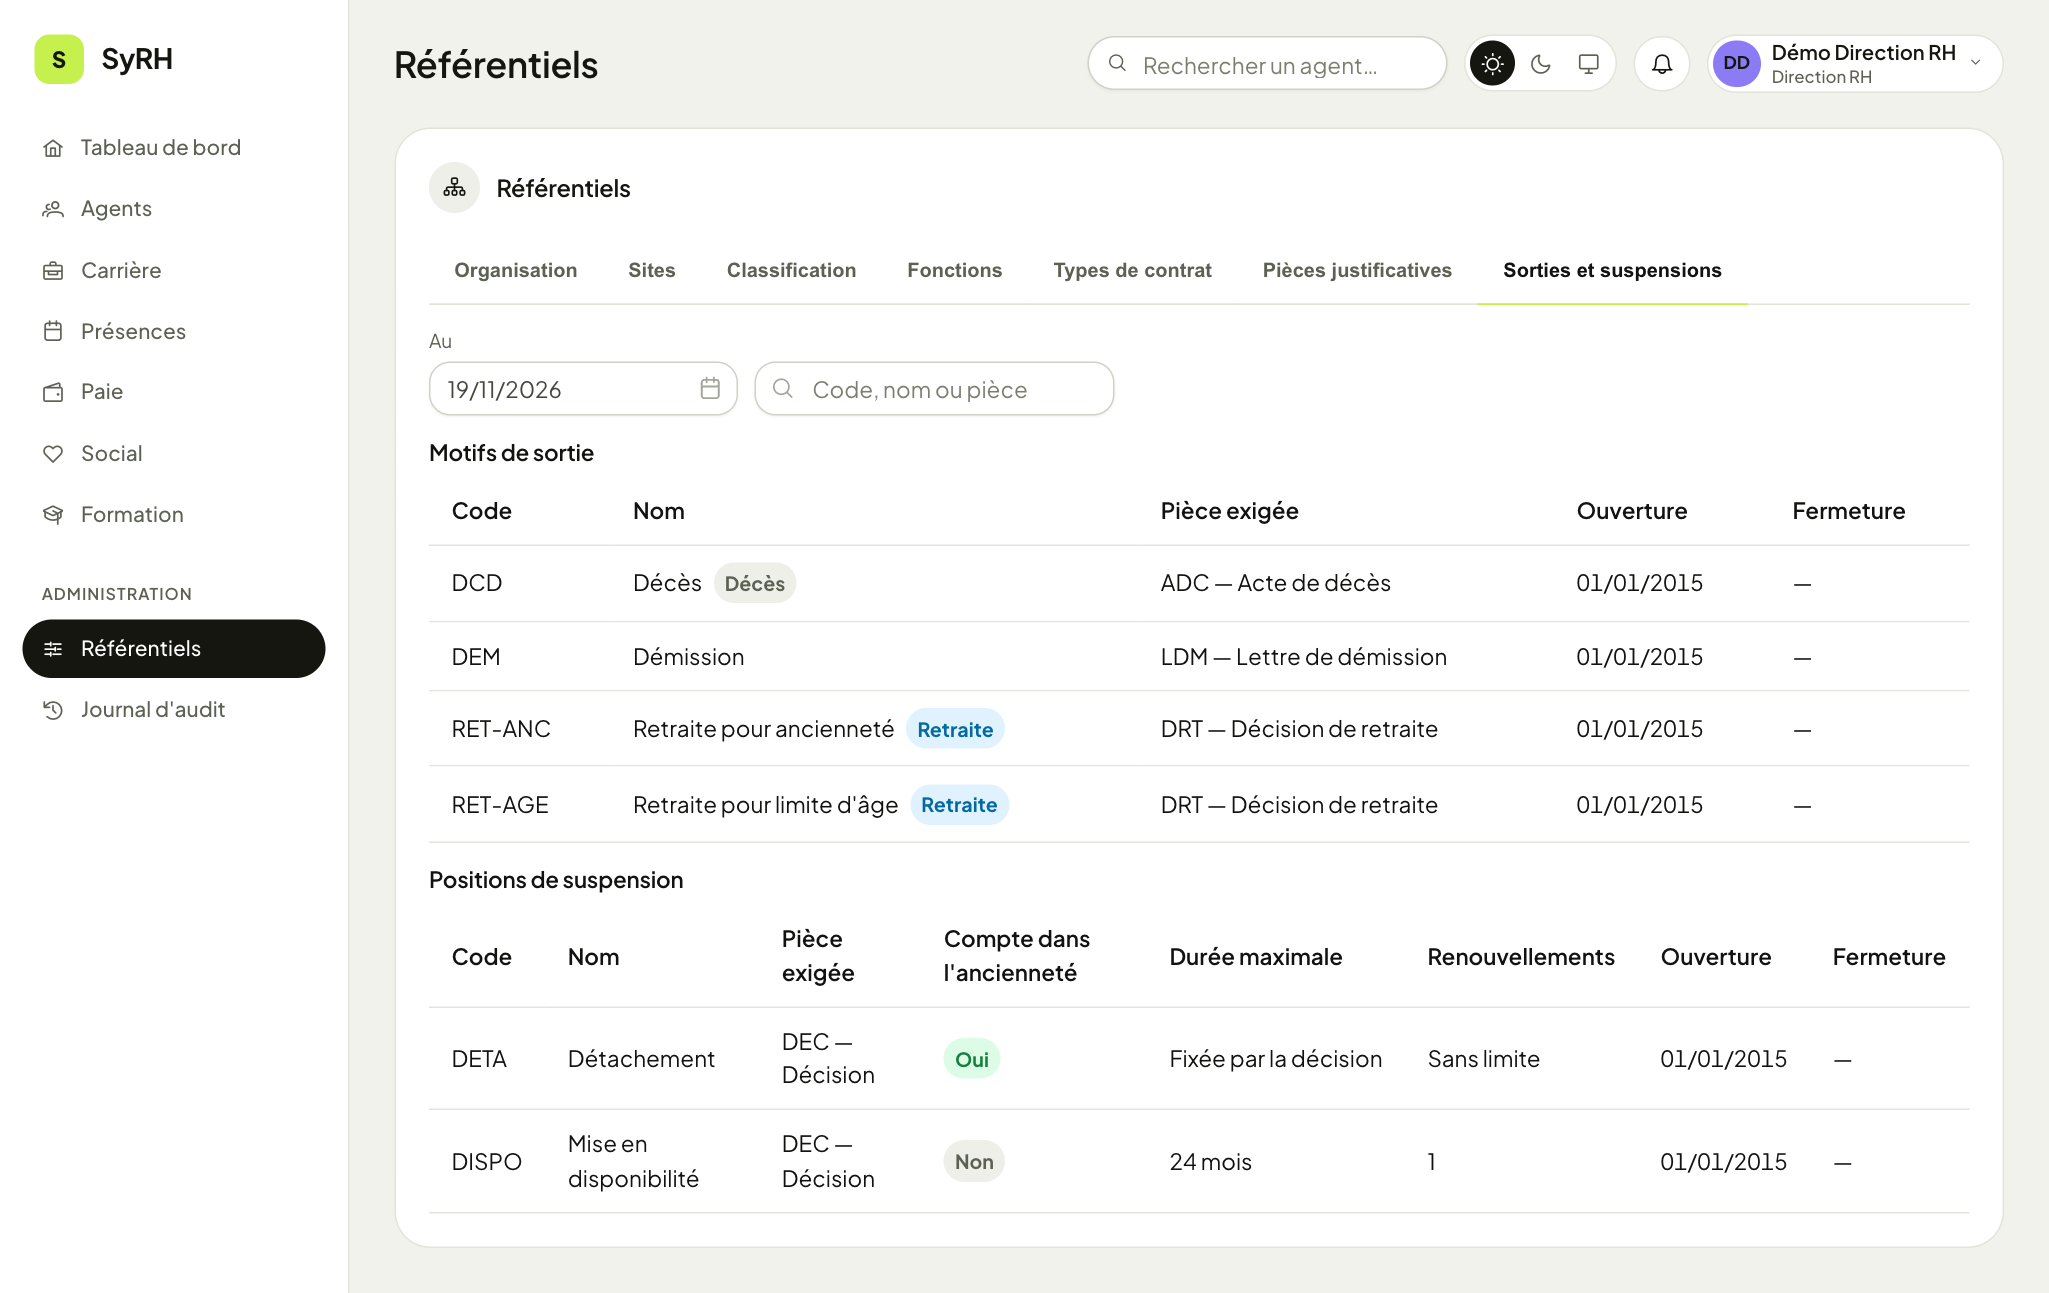 S SyRH
Tableau de bord
Agents
Carrière
Présences
Paie
Social
Formation
ADMINISTRATION
Référentiels
Journal d'audit
Référentiels
Rechercher un agent...
DD
Démo Direction RH
Direction RH
Référentiels
Organisation Sites Classification Fonctions Types de contrat Pièces justificatives Sorties et suspensions
Au
19/11/2026
Code, nom ou pièce
Motifs de sortie
Code Nom Pièce exigée Ouverture Fermeture
DCD Décès Décès ADC — Acte de décès 01/01/2015 —
DEM Démission LDM — Lettre de démission 01/01/2015 —
RET-ANC Retraite pour ancienneté Retraite DRT — Décision de retraite 01/01/2015 —
RET-AGE Retraite pour limite d'âge Retraite DRT — Décision de retraite 01/01/2015 —
Positions de suspension
Code Nom Pièce exigée Compte dans l'ancienneté Durée maximale Renouvellements Ouverture Fermeture
DETA Détachement DEC — Décision Oui Fixée par la décision Sans limite 01/01/2015 —
DISPO Mise en disponibilité DEC — Décision Non 24 mois 1 01/01/2015 —